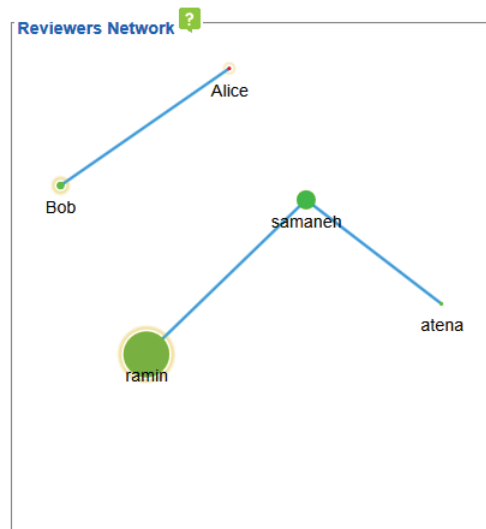 Reviewers Network ?
Alice
Bob
samaneh
atena
ramin